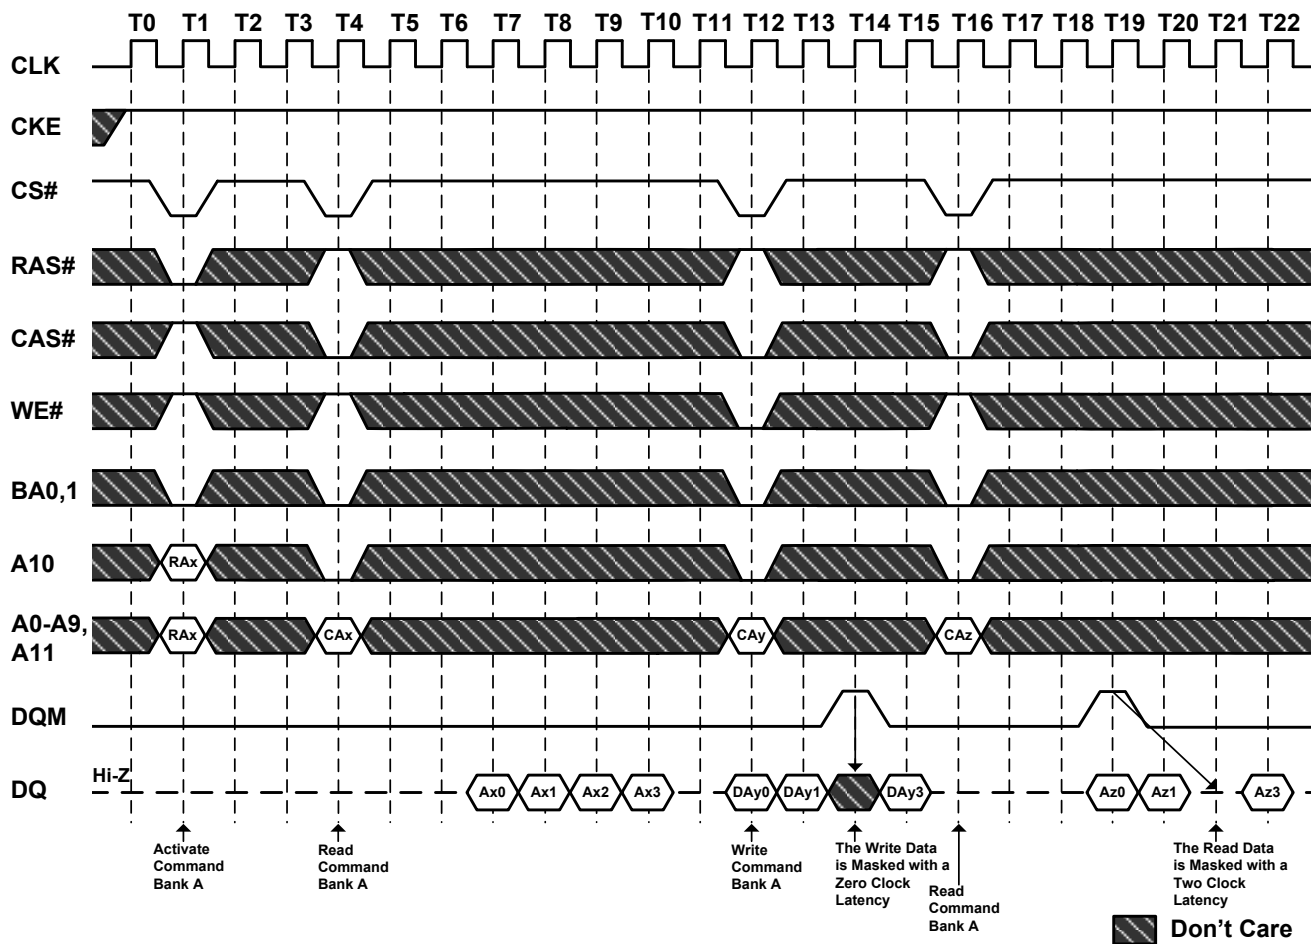 T0 T1 T2 T3 T4 T5 T6 T7 T8 T9 T10 T11 T12 T13 T14 T15 T16 T17 T18 T19 T20 T21 T22
CLK
CKE
CS#
RAS#
CAS#
WE#
BA0,1
A10
RAx
A0-A9,
A11
RAx CAx CAy CAz
DQM
DQ
Hi-Z
Ax0 Ax1 Ax2 Ax3 DAy0 DAy1 DAy3 Az0 Az1 Az3
Activate
Command
Bank A
Read
Command
Bank A
Write
Command
Bank A
The Write Data
is Masked with a
Zero Clock
Latency
Read
Command
Bank A
The Read Data
is Masked with a
Two Clock
Latency
Don't Care